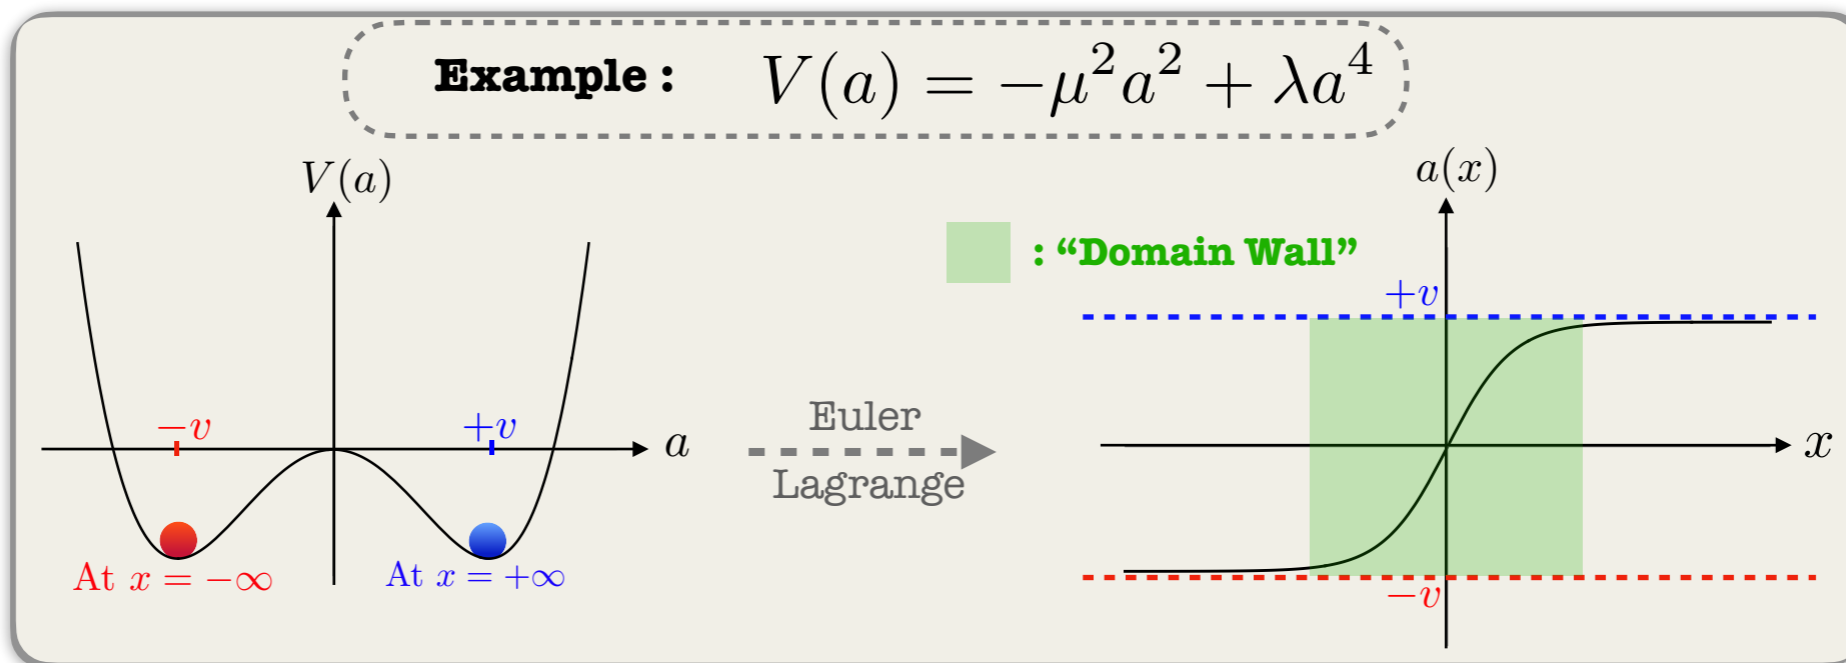 Example : V(a) = −μ²a² + λa⁴
V(a)
−v
+v
a
At x = −∞
At x = +∞
Euler
Lagrange
: “Domain Wall”
a(x)
+v
x
−v